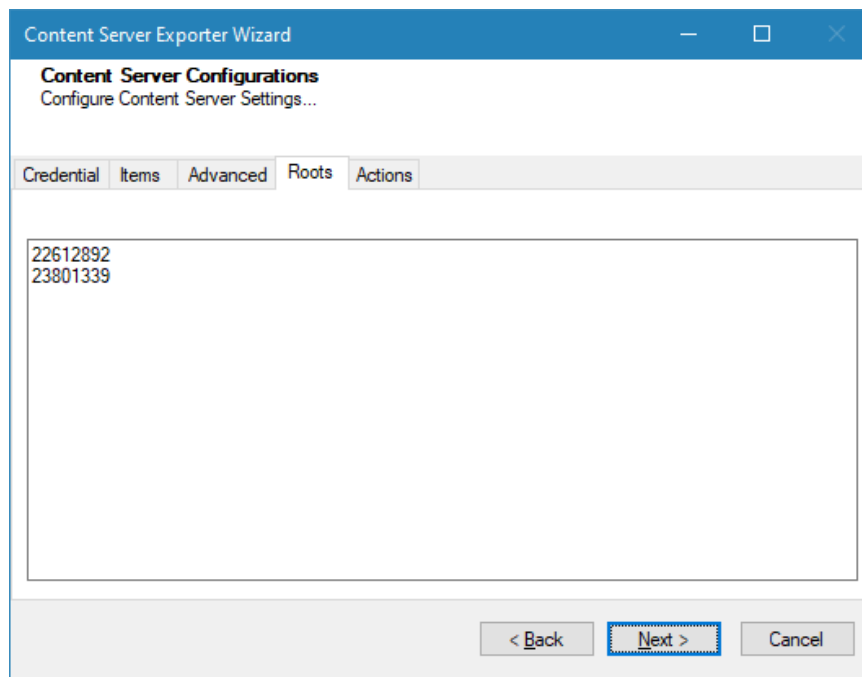 Content Server Exporter Wizard
Content Server Configurations
Configure Content Server Settings...
Credential Items Advanced Roots Actions
22612892
23801339
< Back Next > Cancel